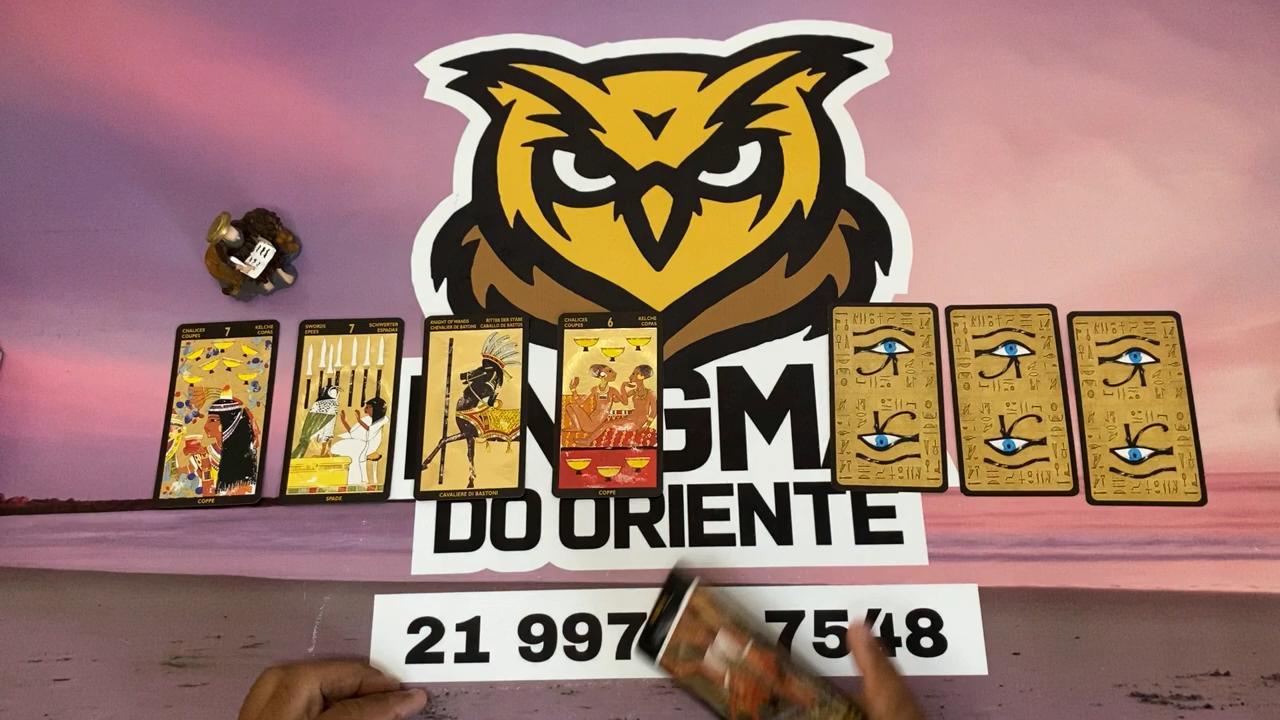 CHALICES 7 KELCHE
COUPES COPAS
COPPE
SWORDS 7 SCHWERTER
EPEES ESPADAS
SPADE
KNIGHT OF WANDS RITTER DER STÄBE
CHEVALIER DE BATONS CABALLO DE BASTOS
CAVALIERE DI BASTONI
CHALICES 6 KELCHE
COUPES COPAS
COPPE
DO ORIENTE
21 997 7548